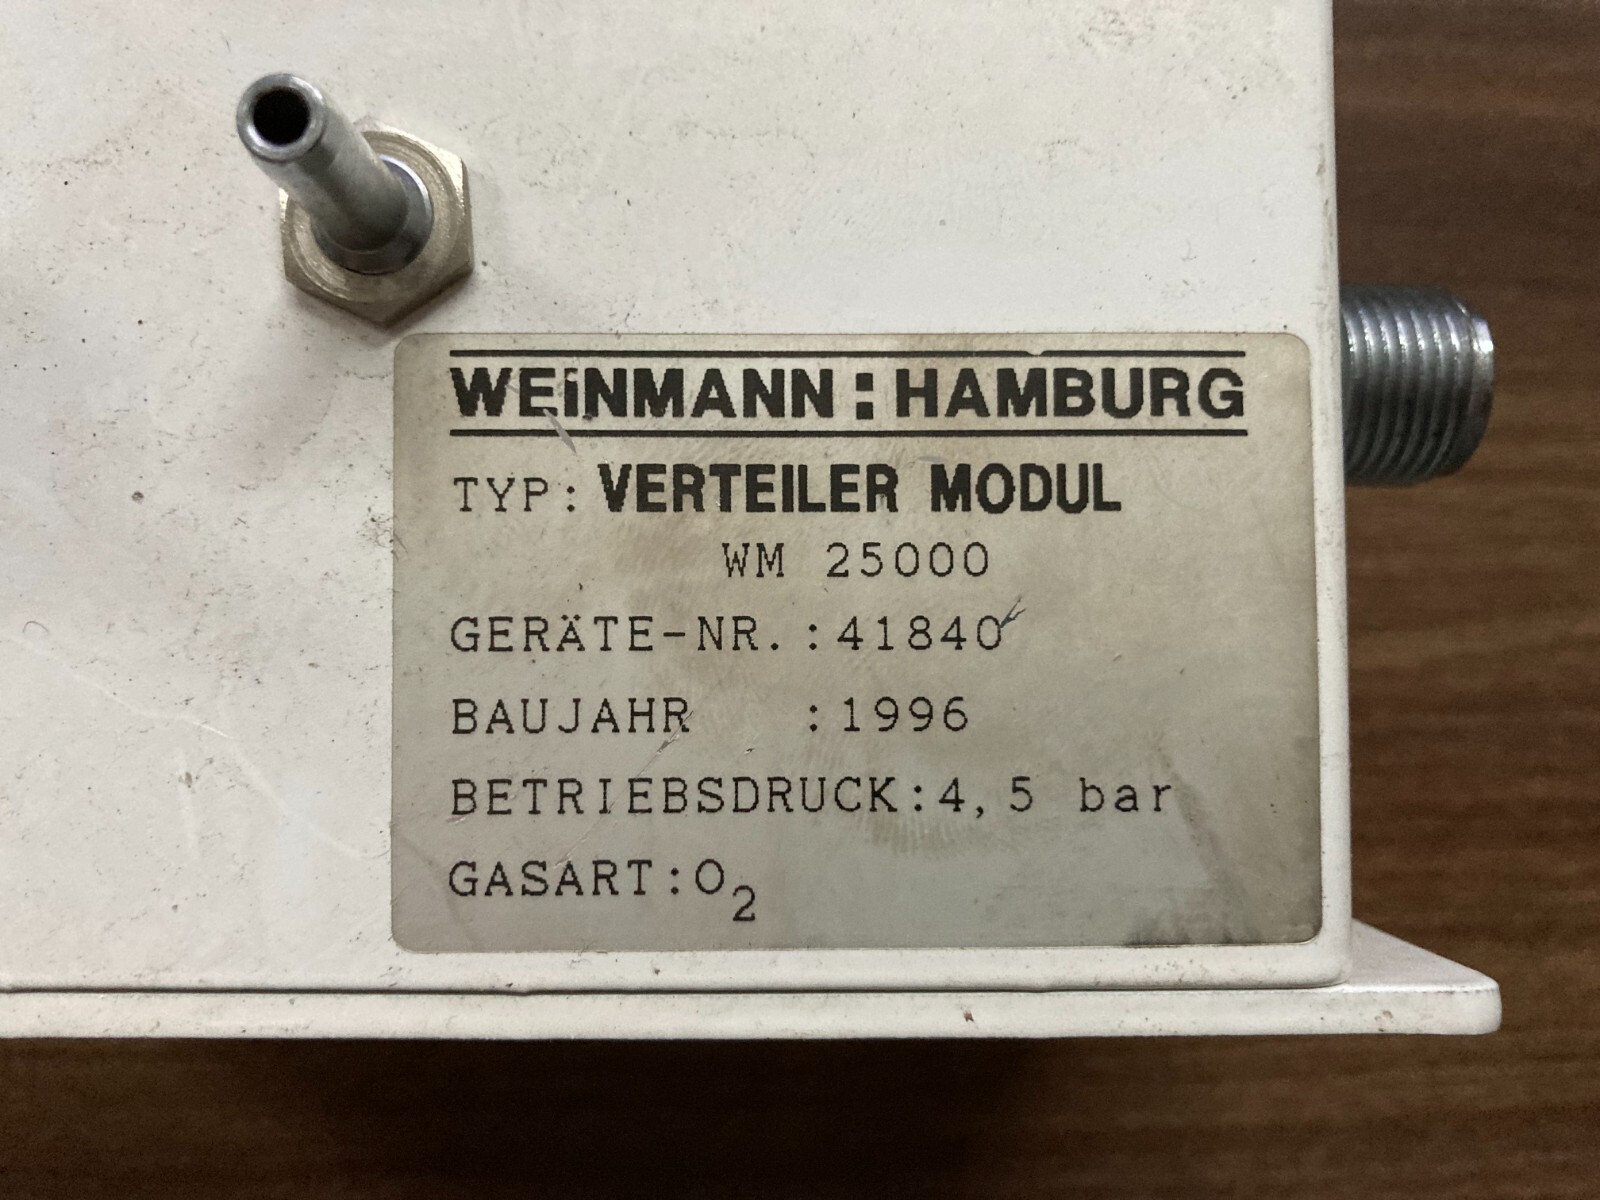 WEiNMANN:HAMBURG
TYP: VERTEILER MODUL
WM 25000
GERÄTE-NR.:41840
BAUJAHR :1996
BETRIEBSDRUCK:4,5 bar
GASART:O₂